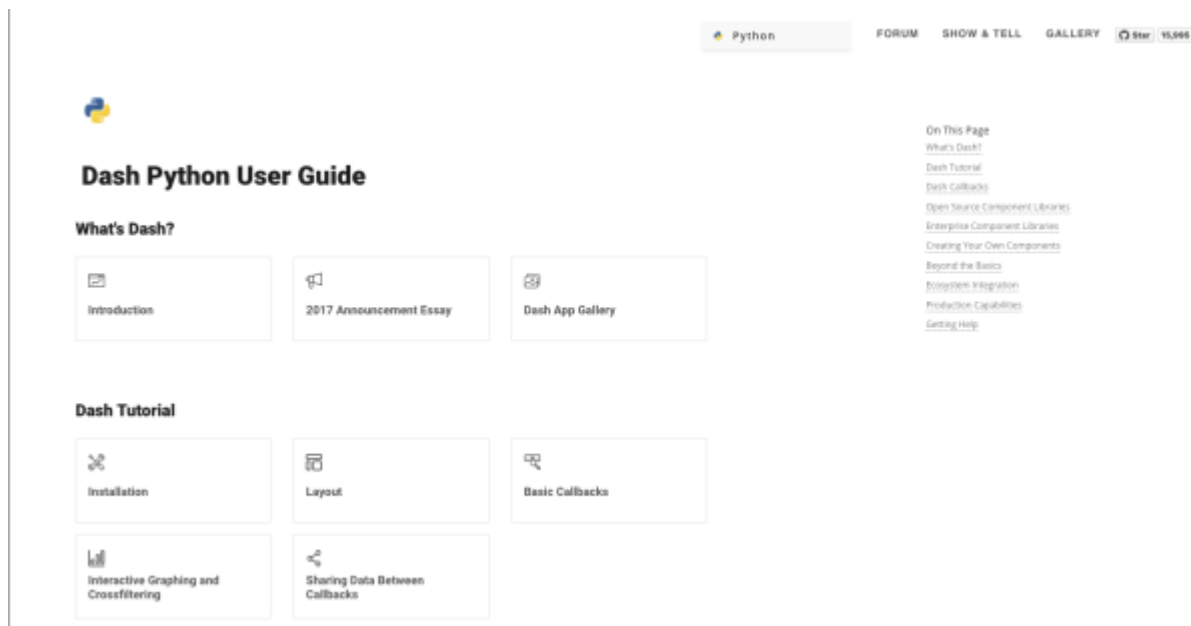 Python
FORUM
SHOW & TELL
GALLERY
Star
15,995
Dash Python User Guide
What's Dash?
Introduction
2017 Announcement Essay
Dash App Gallery
Dash Tutorial
Installation
Layout
Basic Callbacks
Interactive Graphing and
Crossfiltering
Sharing Data Between
Callbacks
On This Page
What's Dash?
Dash Tutorial
Dash Callbacks
Open Source Component Libraries
Enterprise Component Libraries
Creating Your Own Components
Beyond the Basics
Ecosystem Integration
Production Capabilities
Getting Help